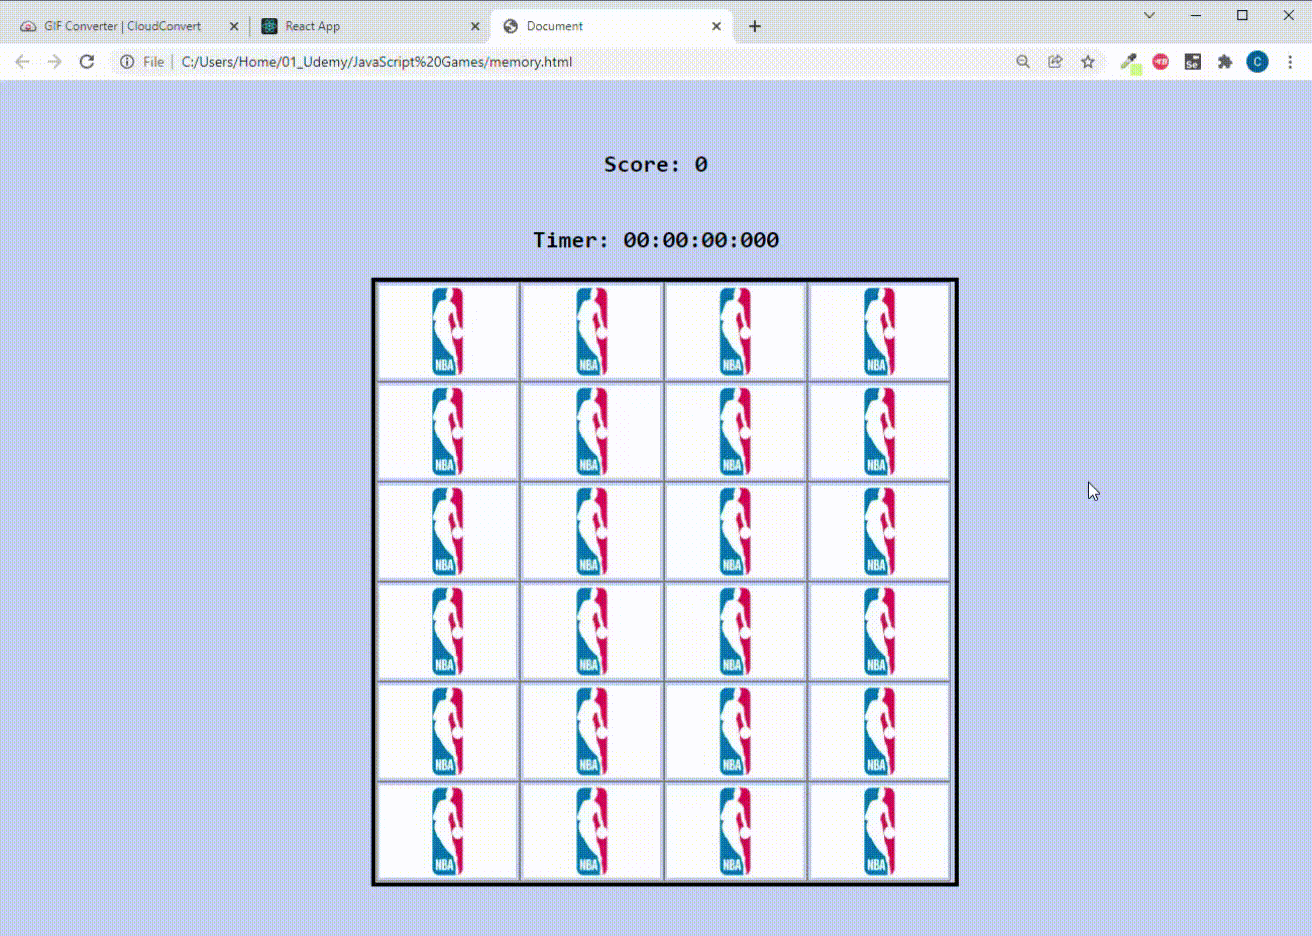 GIF Converter | CloudConvert
React App
Document
File
C:/Users/Home/01_Udemy/JavaScript%20Games/memory.html
Se
C
Score: 0
Timer: 00:00:00:000
NBA NBA NBA NBA
NBA NBA NBA NBA
NBA NBA NBA NBA
NBA NBA NBA NBA
NBA NBA NBA NBA
NBA NBA NBA NBA